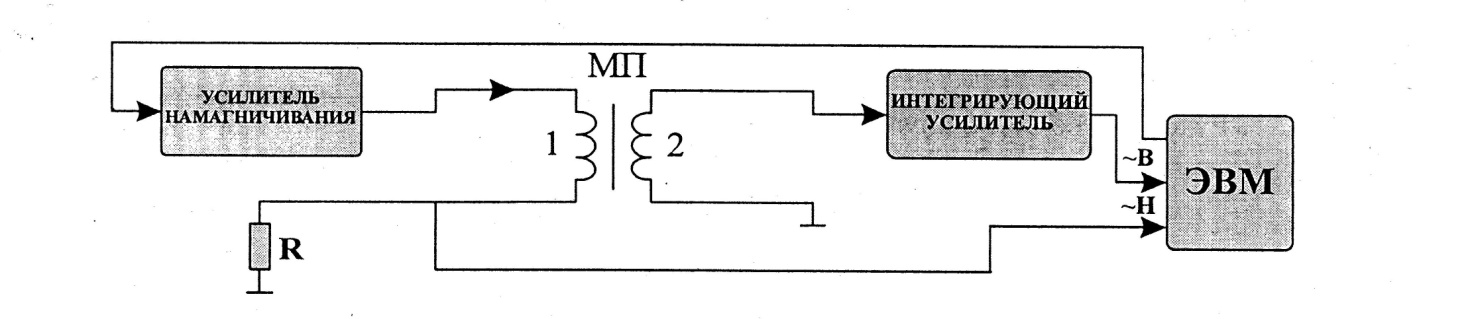 МП
УСИЛИТЕЛЬ
НАМАГНИЧИВАНИЯ
1
2
ИНТЕГРИРУЮЩИЙ
УСИЛИТЕЛЬ
~B
~H
ЭВМ
R